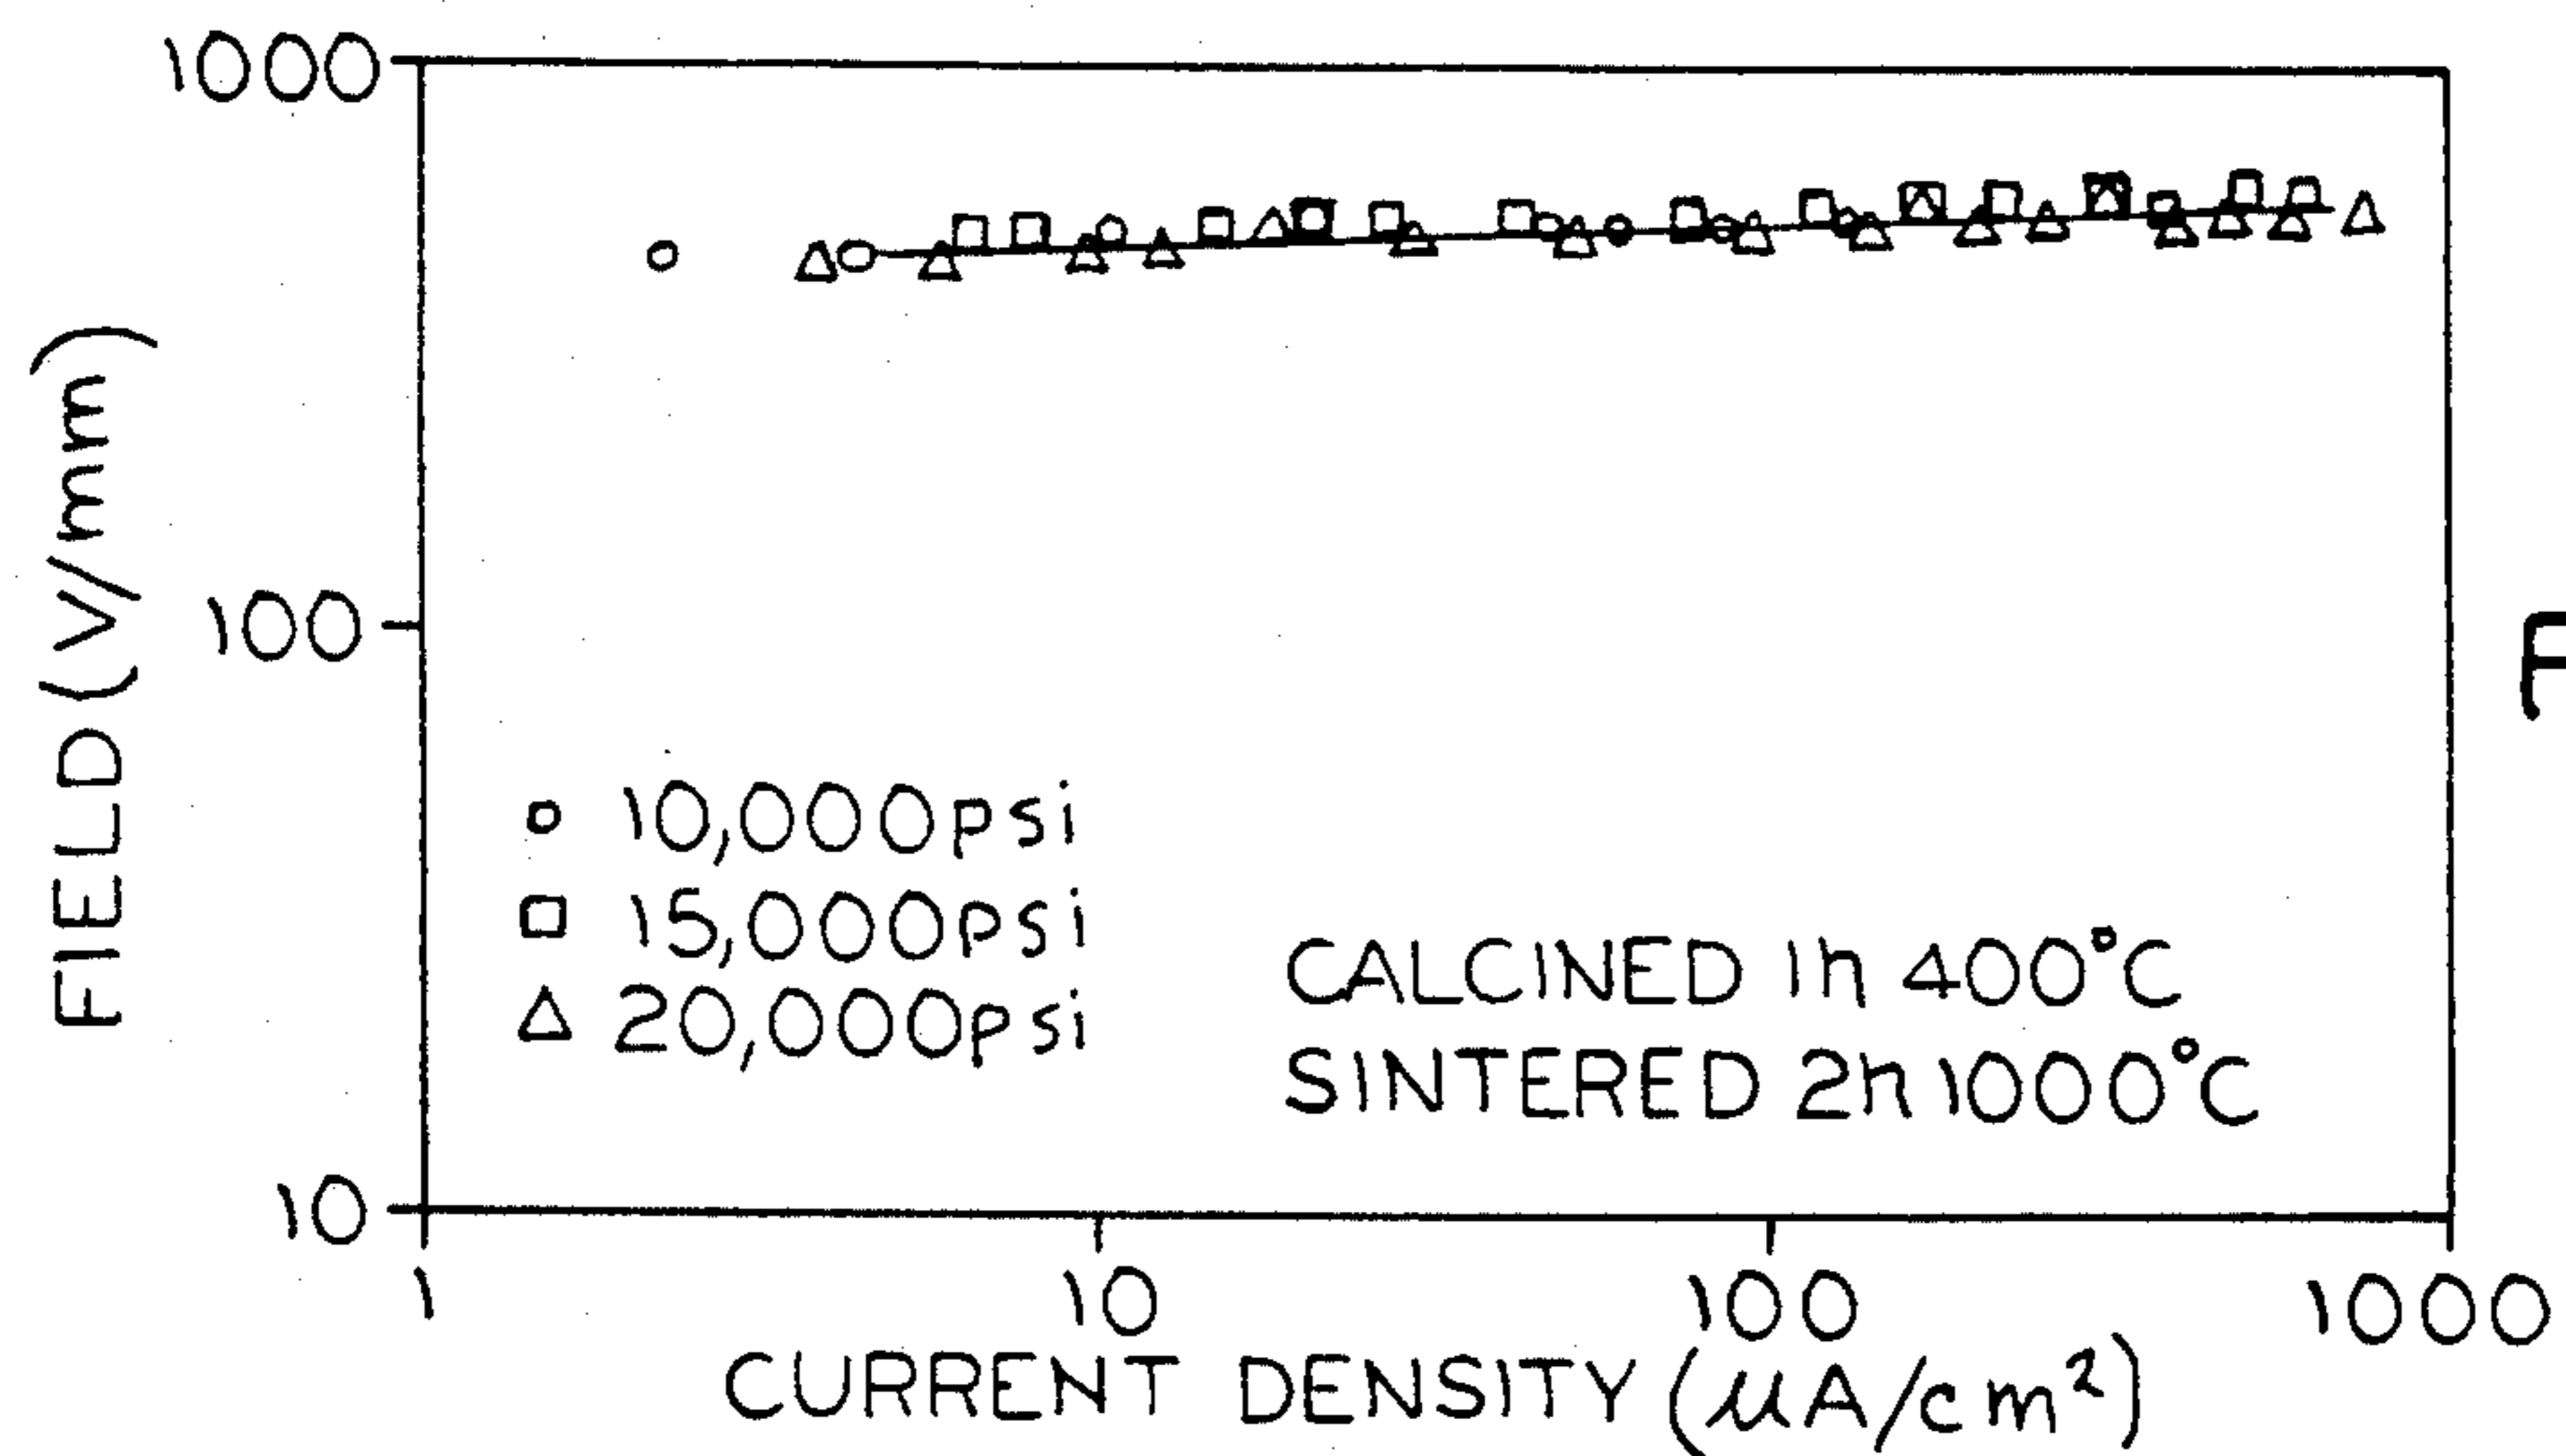 1000
100
10
FIELD (V/mm)
○ 10,000psi
□ 15,000psi
△ 20,000psi
CALCINED 1h 400°C
SINTERED 2h 1000°C
1 10 100 1000
CURRENT DENSITY (μA/cm²)